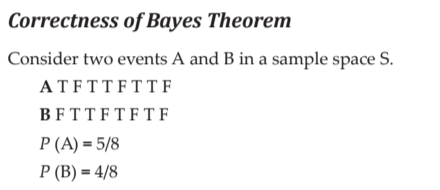 Correctness of Bayes Theorem
Consider two events A and B in a sample space S.
A T F T T F T T F
B F T T F T F T F
P (A) = 5/8
P (B) = 4/8